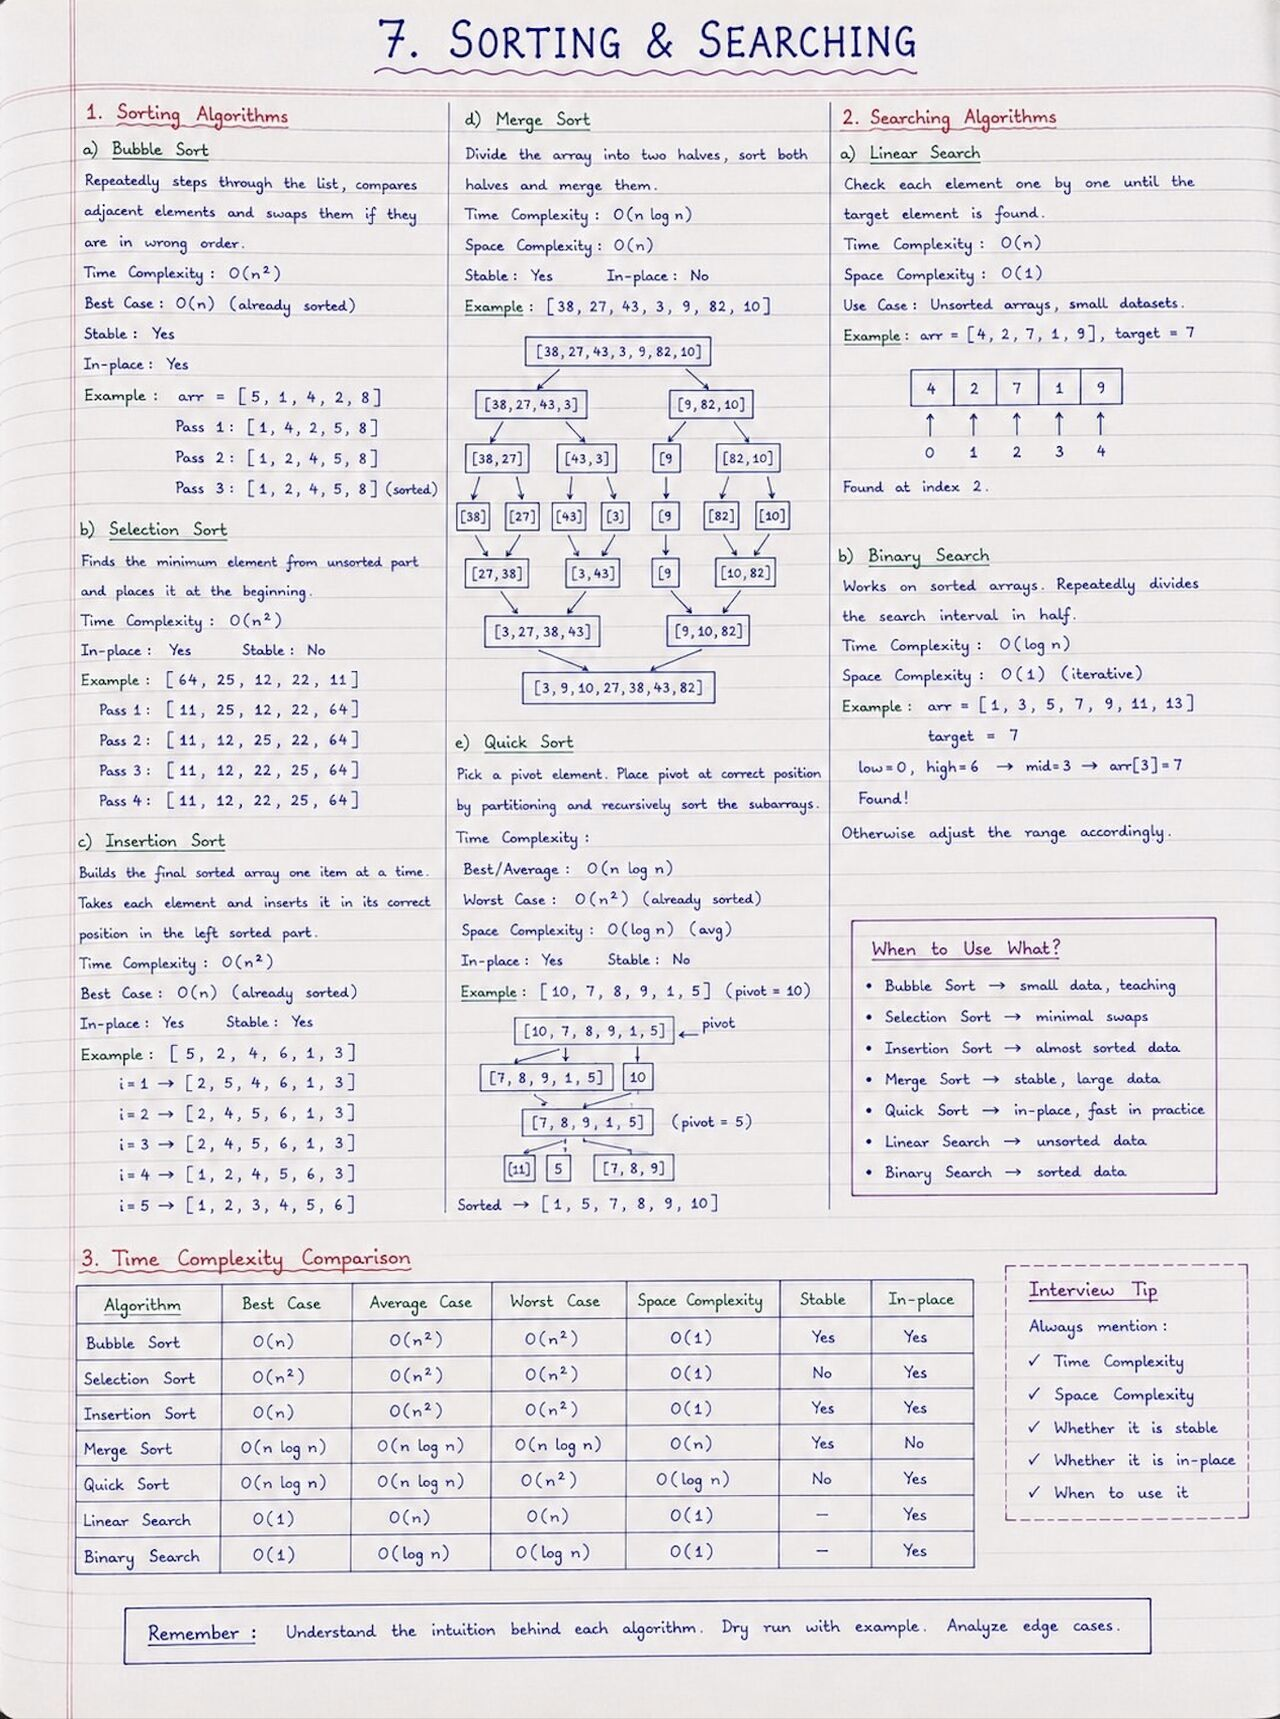 7. SORTING & SEARCHING
1. Sorting Algorithms
a) Bubble Sort
Repeatedly steps through the list, compares
adjacent elements and swaps them if they
are in wrong order.
Time Complexity: O(n²)
Best Case: O(n) (already sorted)
Stable: Yes
In-place: Yes
Example: arr = [5, 1, 4, 2, 8]
Pass 1: [1, 4, 2, 5, 8]
Pass 2: [1, 2, 4, 5, 8]
Pass 3: [1, 2, 4, 5, 8] (sorted)
b) Selection Sort
Finds the minimum element from unsorted part
and places it at the beginning.
Time Complexity: O(n²)
In-place: Yes Stable: No
Example: [64, 25, 12, 22, 11]
Pass 1: [11, 25, 12, 22, 64]
Pass 2: [11, 12, 25, 22, 64]
Pass 3: [11, 12, 22, 25, 64]
Pass 4: [11, 12, 22, 25, 64]
c) Insertion Sort
Builds the final sorted array one item at a time.
Takes each element and inserts it in its correct
position in the left sorted part.
Time Complexity: O(n²)
Best Case: O(n) (already sorted)
In-place: Yes Stable: Yes
Example: [5, 2, 4, 6, 1, 3]
i=1 → [2, 5, 4, 6, 1, 3]
i=2 → [2, 4, 5, 6, 1, 3]
i=3 → [2, 4, 5, 6, 1, 3]
i=4 → [1, 2, 4, 5, 6, 3]
i=5 → [1, 2, 3, 4, 5, 6]
d) Merge Sort
Divide the array into two halves, sort both
halves and merge them.
Time Complexity: O(n log n)
Space Complexity: O(n)
Stable: Yes In-place: No
Example: [38, 27, 43, 3, 9, 82, 10]
[38,27,43,3,9,82,10]
[38,27,43,3] [9,82,10]
[38,27] [43,3] [9 [82,10]
[38] [27] [43] [3] [9 [82] [10]
[27,38] [3,43] [9 [10,82]
[3,27,38,43] [9,10,82]
[3,9,10,27,38,43,82]
e) Quick Sort
Pick a pivot element. Place pivot at correct position
by partitioning and recursively sort the subarrays.
Time Complexity:
Best/Average: O(n log n)
Worst Case: O(n²) (already sorted)
Space Complexity: O(log n) (avg)
In-place: Yes Stable: No
Example: [10, 7, 8, 9, 1, 5] (pivot = 10)
[10, 7, 8, 9, 1, 5] ← pivot
[7, 8, 9, 1, 5] 10
[7, 8, 9, 1, 5] (pivot = 5)
[11] 5 [7, 8, 9]
Sorted → [1, 5, 7, 8, 9, 10]
2. Searching Algorithms
a) Linear Search
Check each element one by one until the
target element is found.
Time Complexity: O(n)
Space Complexity: O(1)
Use Case: Unsorted arrays, small datasets.
Example: arr = [4, 2, 7, 1, 9], target = 7
4 2 7 1 9
↑ ↑ ↑ ↑ ↑
0 1 2 3 4
Found at index 2.
b) Binary Search
Works on sorted arrays. Repeatedly divides
the search interval in half.
Time Complexity: O(log n)
Space Complexity: O(1) (iterative)
Example: arr = [1, 3, 5, 7, 9, 11, 13]
target = 7
low=0, high=6 → mid=3 → arr[3]=7
Found!
Otherwise adjust the range accordingly.
When to Use What?
• Bubble Sort → small data, teaching
• Selection Sort → minimal swaps
• Insertion Sort → almost sorted data
• Merge Sort → stable, large data
• Quick Sort → in-place, fast in practice
• Linear Search → unsorted data
• Binary Search → sorted data
3. Time Complexity Comparison
Algorithm Best Case Average Case Worst Case Space Complexity Stable In-place
Bubble Sort O(n) O(n²) O(n²) O(1) Yes Yes
Selection Sort O(n²) O(n²) O(n²) O(1) No Yes
Insertion Sort O(n) O(n²) O(n²) O(1) Yes Yes
Merge Sort O(n log n) O(n log n) O(n log n) O(n) Yes No
Quick Sort O(n log n) O(n log n) O(n²) O(log n) No Yes
Linear Search O(1) O(n) O(n) O(1) – Yes
Binary Search O(1) O(log n) O(log n) O(1) – Yes
Interview Tip
Always mention:
✓ Time Complexity
✓ Space Complexity
✓ Whether it is stable
✓ Whether it is in-place
✓ When to use it
Remember: Understand the intuition behind each algorithm. Dry run with example. Analyze edge cases.